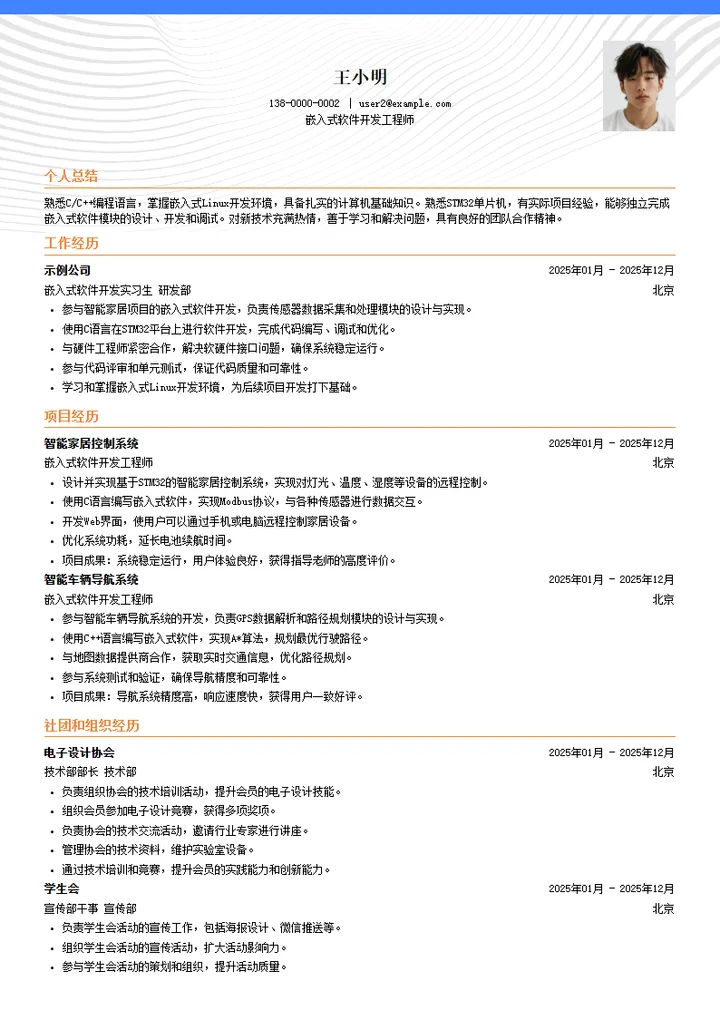 王小明
138-0000-0002 | user2@example.com
嵌入式软件开发工程师
个人总结
熟悉C/C++编程语言，掌握嵌入式Linux开发环境，具备扎实的计算机基础知识。熟悉STM32单片机，有实际项目经验，能够独立完成
嵌入式软件模块的设计、开发和调试。对新技术充满热情，善于学习和解决问题，具有良好的团队合作精神。
工作经历
示例公司 2025年01月 - 2025年12月
嵌入式软件开发实习生 研发部 北京
• 参与智能家居项目的嵌入式软件开发，负责传感器数据采集和处理模块的设计与实现。
• 使用C语言在STM32平台上进行软件开发，完成代码编写、调试和优化。
• 与硬件工程师紧密合作，解决软硬件接口问题，确保系统稳定运行。
• 参与代码评审和单元测试，保证代码质量和可靠性。
• 学习和掌握嵌入式Linux开发环境，为后续项目开发打下基础。
项目经历
智能家居控制系统 2025年01月 - 2025年12月
嵌入式软件开发工程师 北京
• 设计并实现基于STM32的智能家居控制系统，实现对灯光、温度、湿度等设备的远程控制。
• 使用C语言编写嵌入式软件，实现Modbus协议，与各种传感器进行数据交互。
• 开发Web界面，使用户可以通过手机或电脑远程控制家居设备。
• 优化系统功耗，延长电池续航时间。
• 项目成果：系统稳定运行，用户体验良好，获得指导老师的高度评价。
智能车辆导航系统 2025年01月 - 2025年12月
嵌入式软件开发工程师 北京
• 参与智能车辆导航系统的开发，负责GPS数据解析和路径规划模块的设计与实现。
• 使用C++语言编写嵌入式软件，实现A*算法，规划最优行驶路径。
• 与地图数据提供商合作，获取实时交通信息，优化路径规划。
• 参与系统测试和验证，确保导航精度和可靠性。
• 项目成果：导航系统精度高，响应速度快，获得用户一致好评。
社团和组织经历
电子设计协会 2025年01月 - 2025年12月
技术部部长 技术部 北京
• 负责组织协会的技术培训活动，提升会员的电子设计技能。
• 组织会员参加电子设计竞赛，获得多项奖项。
• 负责协会的技术交流活动，邀请行业专家进行讲座。
• 管理协会的技术资料，维护实验室设备。
• 通过技术培训和竞赛，提升会员的实践能力和创新能力。
学生会 2025年01月 - 2025年12月
宣传部干事 宣传部 北京
• 负责学生会活动的宣传工作，包括海报设计、微信推送等。
• 组织学生会活动的宣传活动，扩大活动影响力。
• 参与学生会活动的策划和组织，提升活动质量。